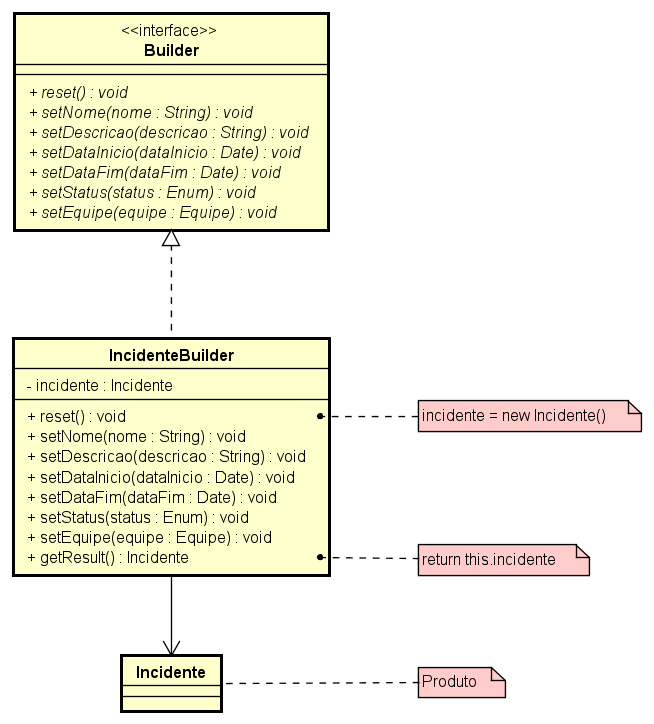 <<interface>>
Builder
+ reset() : void
+ setNome(nome : String) : void
+ setDescricao(descricao : String) : void
+ setDataInicio(dataInicio : Date) : void
+ setDataFim(dataFim : Date) : void
+ setStatus(status : Enum) : void
+ setEquipe(equipe : Equipe) : void
IncidenteBuilder
- incidente : Incidente
+ reset() : void
+ setNome(nome : String) : void
+ setDescricao(descricao : String) : void
+ setDataInicio(dataInicio : Date) : void
+ setDataFim(dataFim : Date) : void
+ setStatus(status : Enum) : void
+ setEquipe(equipe : Equipe) : void
+ getResult() : Incidente
incidente = new Incidente()
return this.incidente
Incidente
Produto